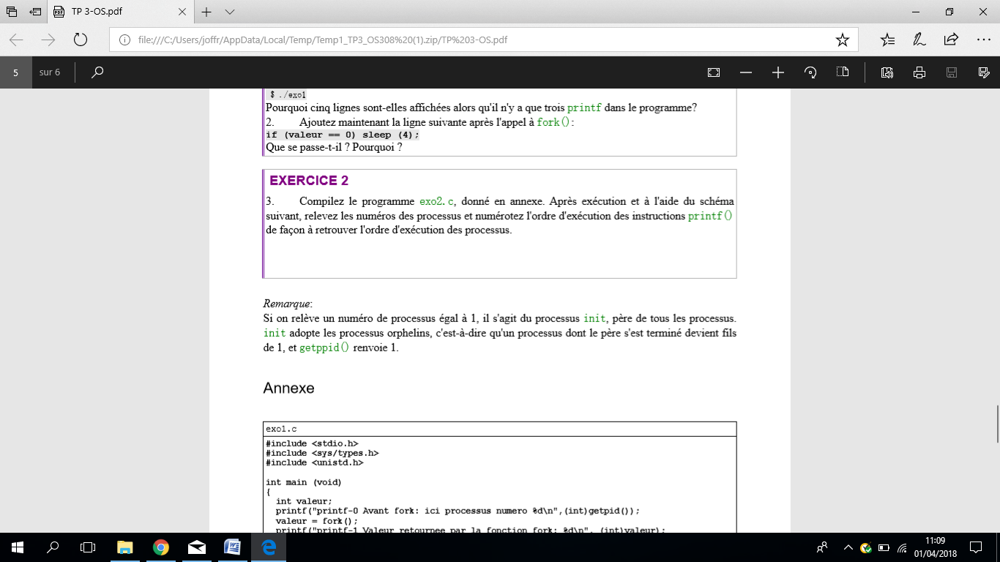 TP 3-OS.pdf
file:///C:/Users/joffr/AppData/Local/Temp/Temp1_TP3_OS308%20(1).zip/TP%203-OS.pdf
5 sur 6
$ ./exo1
Pourquoi cinq lignes sont-elles affichées alors qu'il n'y a que trois printf dans le programme?
2. Ajoutez maintenant la ligne suivante après l'appel à fork():
if (valeur == 0) sleep (4);
Que se passe-t-il ? Pourquoi ?
EXERCICE 2
3. Compilez le programme exo2.c, donné en annexe. Après exécution et à l'aide du schéma
suivant, relevez les numéros des processus et numérotez l'ordre d'exécution des instructions printf()
de façon à retrouver l'ordre d'exécution des processus.
Remarque:
Si on relève un numéro de processus égal à 1, il s'agit du processus init, père de tous les processus.
init adopte les processus orphelins, c'est-à-dire qu'un processus dont le père s'est terminé devient fils
de 1, et getppid() renvoie 1.
Annexe
exo1.c
#include <stdio.h>
#include <sys/types.h>
#include <unistd.h>
int main (void)
{
int valeur;
printf("printf-0 Avant fork: ici processus numero %d\n",(int)getpid());
valeur = fork();
printf("printf-1 Valeur retournee par la fonction fork: %d\n", (int)valeur);
11:09
01/04/2018